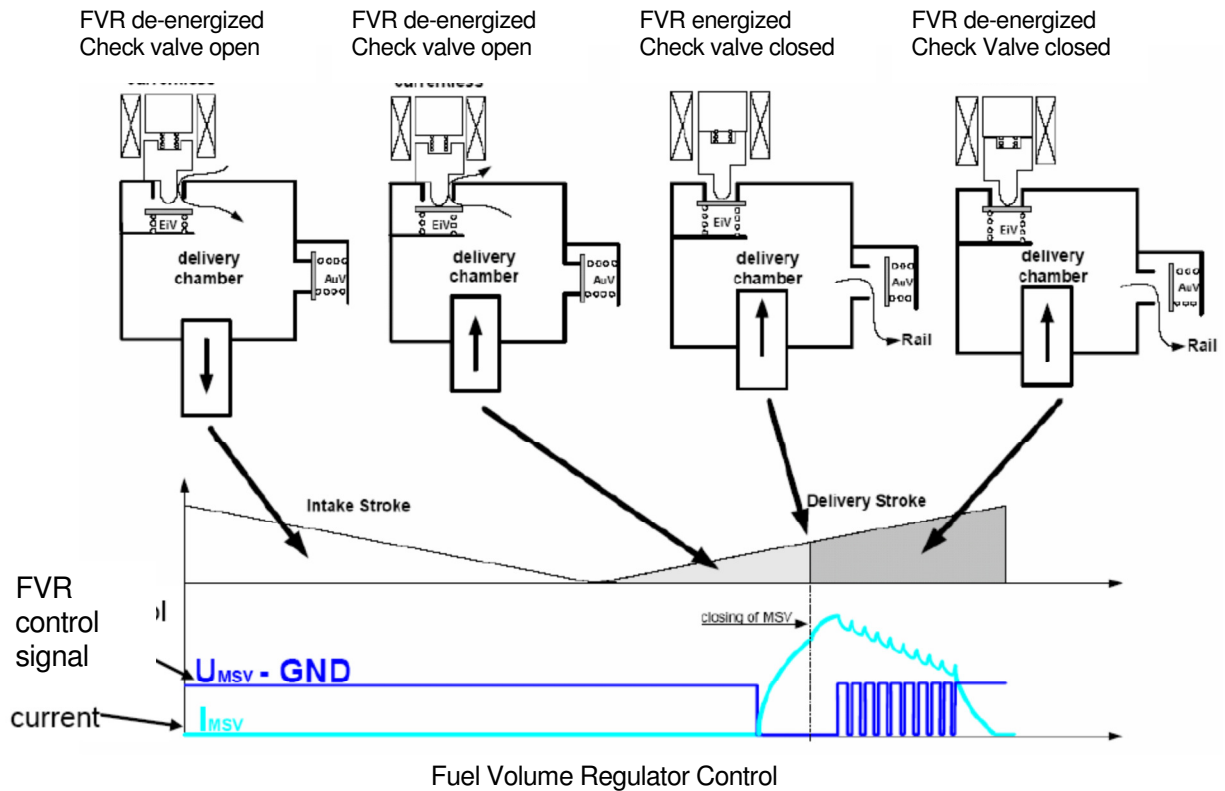 FVR de-energized
Check valve open
FVR de-energized
Check valve open
FVR energized
Check valve closed
FVR de-energized
Check Valve closed
currentless
EiV
delivery
chamber
AuV
EiV
delivery
chamber
AuV
EiV
delivery
chamber
AuV
Rail
EiV
delivery
chamber
AuV
Rail
Intake Stroke
Delivery Stroke
FVR
control
signal
closing of MSV
UMSV - GND
current
IMSV
Fuel Volume Regulator Control